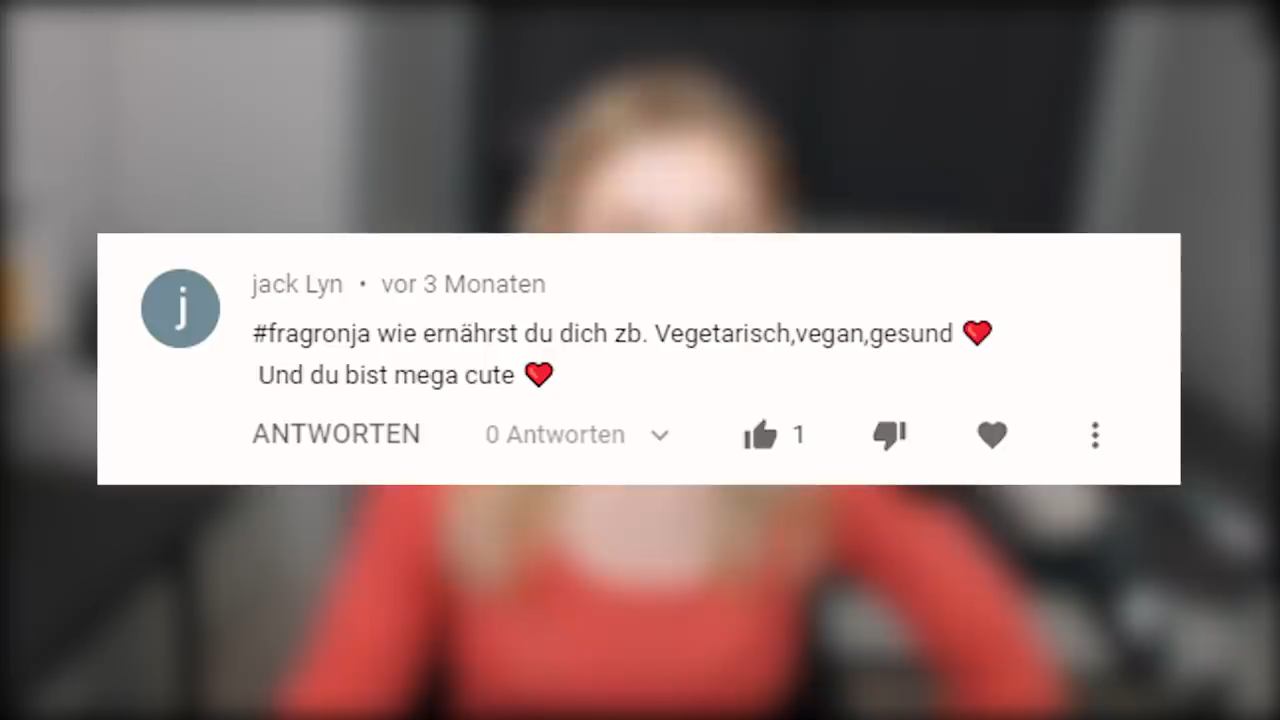 j
jack Lyn • vor 3 Monaten
#fragronja wie ernährst du dich zb. Vegetarisch,vegan,gesund ❤️
Und du bist mega cute ❤️
ANTWORTEN 0 Antworten 1